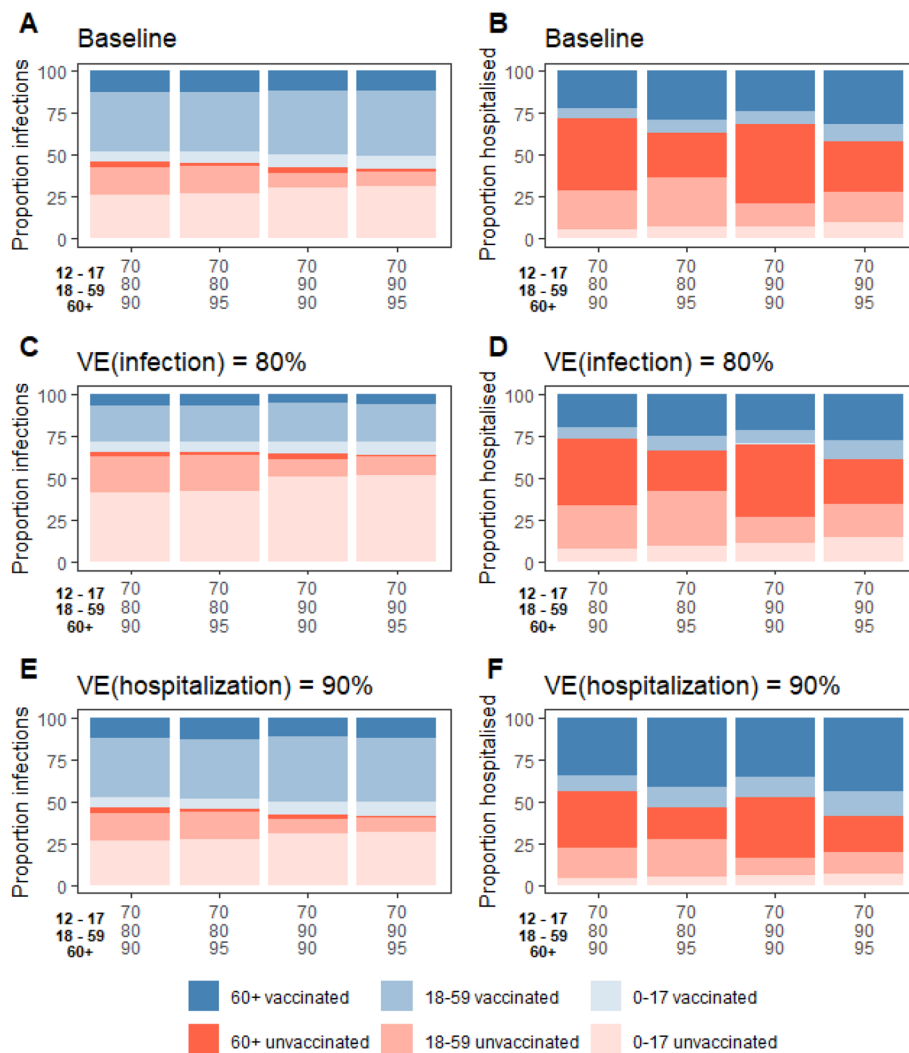 A
Baseline
Proportion infections
100
75
50
25
0
12 - 17 70 70 70 70
18 - 59 80 80 90 90
60+ 90 95 90 95
B
Baseline
Proportion hospitalised
100
75
50
25
0
12 - 17 70 70 70 70
18 - 59 80 80 90 90
60+ 90 95 90 95
C
VE(infection) = 80%
Proportion infections
100
75
50
25
0
12 - 17 70 70 70 70
18 - 59 80 80 90 90
60+ 90 95 90 95
D
VE(infection) = 80%
Proportion hospitalised
100
75
50
25
0
12 - 17 70 70 70 70
18 - 59 80 80 90 90
60+ 90 95 90 95
E
VE(hospitalization) = 90%
Proportion infections
100
75
50
25
0
12 - 17 70 70 70 70
18 - 59 80 80 90 90
60+ 90 95 90 95
F
VE(hospitalization) = 90%
Proportion hospitalised
100
75
50
25
0
12 - 17 70 70 70 70
18 - 59 80 80 90 90
60+ 90 95 90 95
60+ vaccinated 18-59 vaccinated 0-17 vaccinated
60+ unvaccinated 18-59 unvaccinated 0-17 unvaccinated